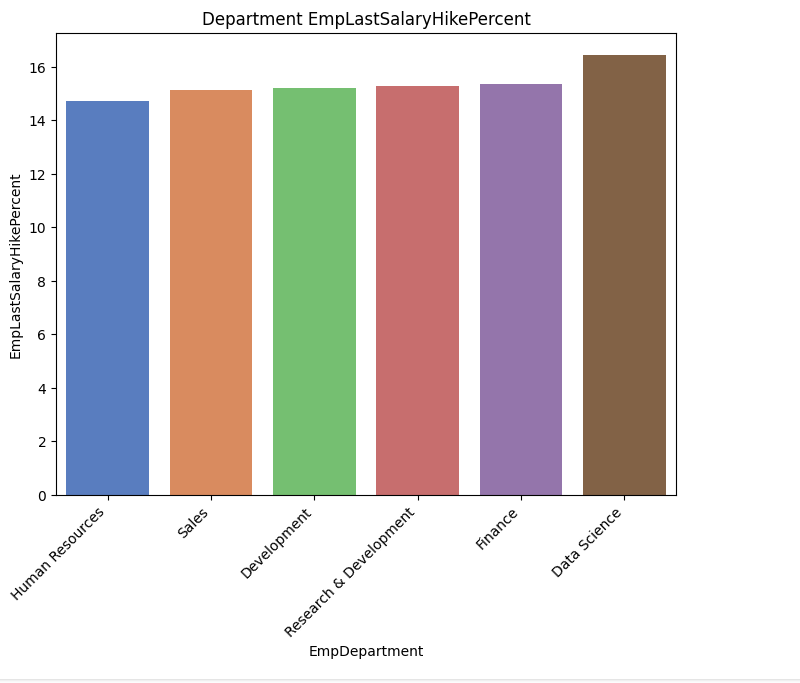 Department EmpLastSalaryHikePercent
EmpLastSalaryHikePercent
16
14
12
10
8
6
4
2
0
Human Resources
Sales
Development
Research & Development
Finance
Data Science
EmpDepartment